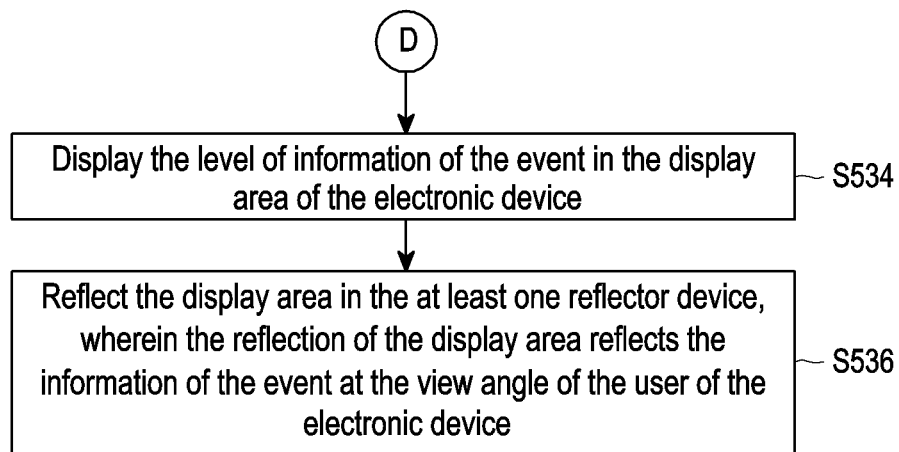 D
Display the level of information of the event in the display
area of the electronic device
S534
Reflect the display area in the at least one reflector device,
wherein the reflection of the display area reflects the
information of the event at the view angle of the user of the
electronic device
S536